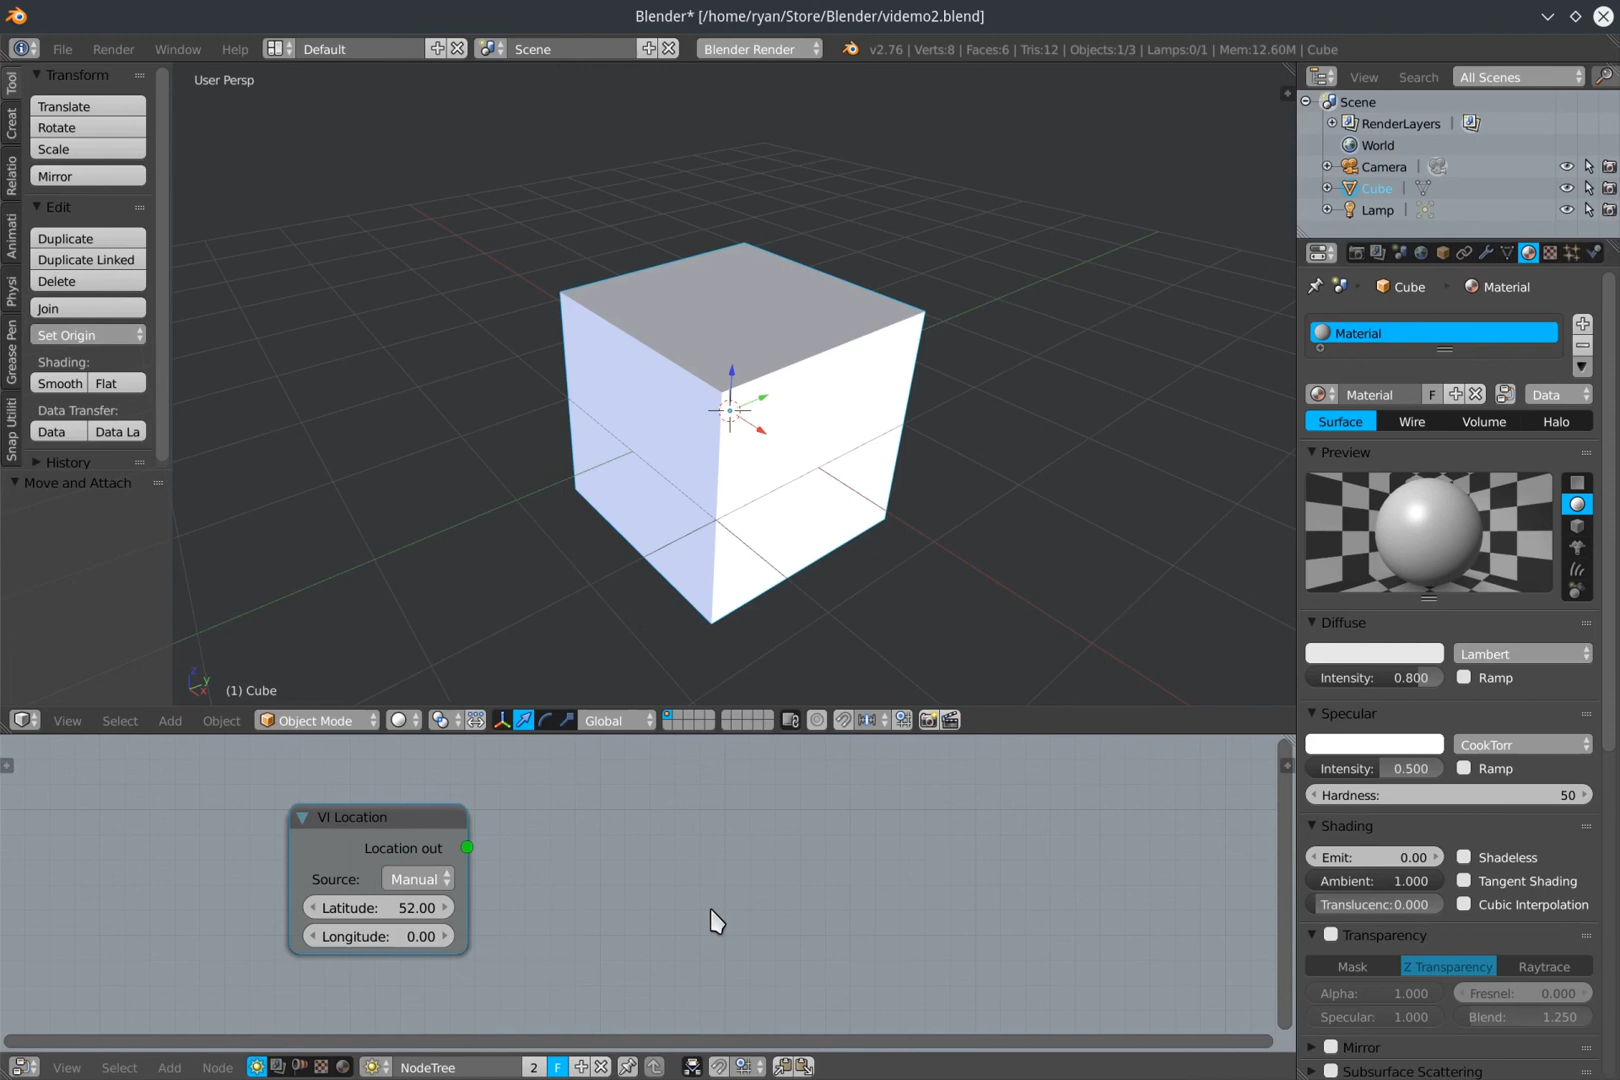 Blender* [/home/ryan/Store/Blender/videmo2.blend]
File Render Window Help Default Scene Blender Render v2.76 | Verts:8 | Faces:6 | Tris:12 | Objects:1/3 | Lamps:0/1 | Mem:12.60M | Cube
Tool
Creat
Relatio
Animati
Physi
Grease Pen
Snap Utiliti
Transform
Translate
Rotate
Scale
Mirror
Edit
Duplicate
Duplicate Linked
Delete
Join
Set Origin
Shading:
Smooth Flat
Data Transfer:
Data Data La
History
Move and Attach
User Persp
z
y
x
(1) Cube
View Select Add Object Object Mode Global
VI Location
Location out
Source: Manual
Latitude: 52.00
Longitude: 0.00
View Select Add Node NodeTree 2 F
View Search All Scenes
Scene
RenderLayers |
World
Camera |
Cube |
Lamp |
Cube Material
Material
Material F Data
Surface Wire Volume Halo
Preview
Diffuse
Lambert
Intensity: 0.800 Ramp
Specular
CookTorr
Intensity: 0.500 Ramp
Hardness: 50
Shading
Emit: 0.00 Shadeless
Ambient: 1.000 Tangent Shading
Translucenc:0.000 Cubic Interpolation
Transparency
Mask Z Transparency Raytrace
Alpha: 1.000 Fresnel: 0.000
Specular: 1.000 Blend: 1.250
Mirror
Subsurface Scattering